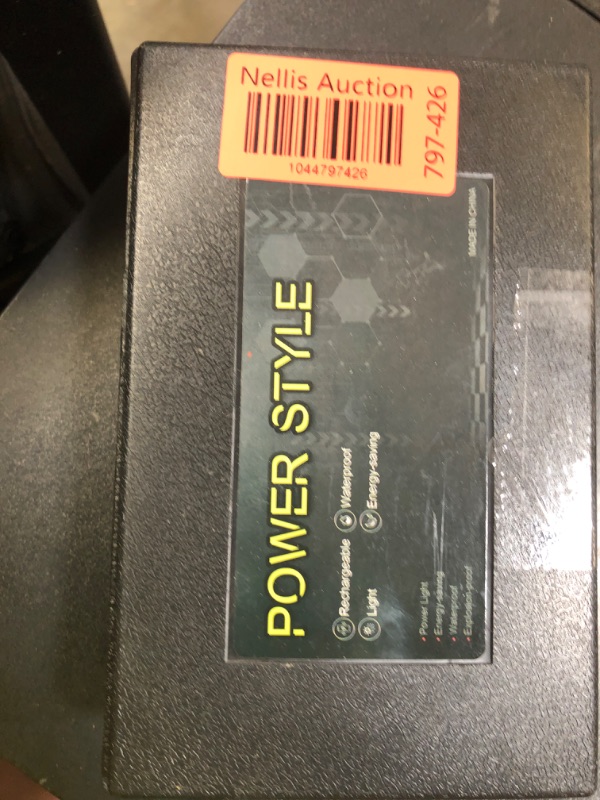 Nellis Auction
1044797426
797-426
POWER STYLE
Rechargeable Waterproof
Light Energy-saving
Power Light
Energy-saving
Waterproof
Explosion-proof
MADE IN CHINA